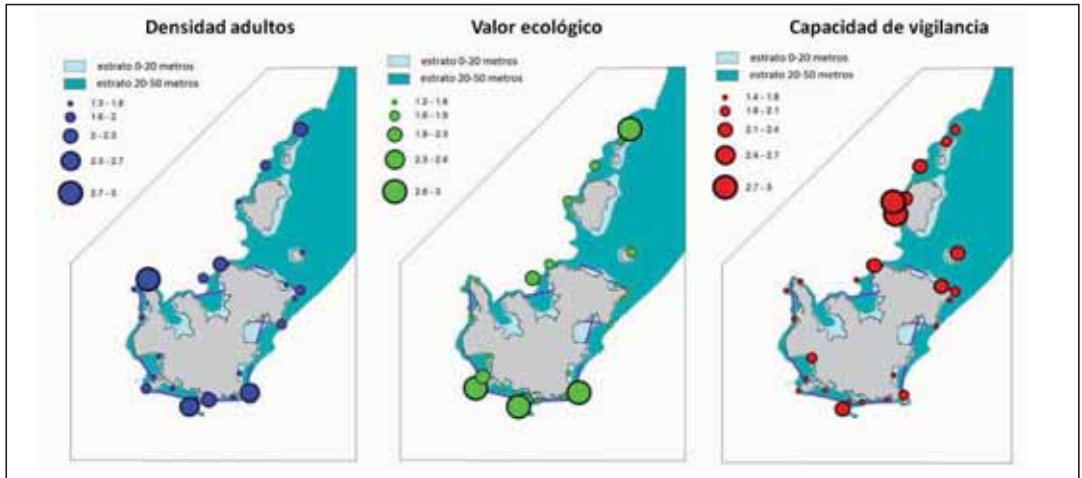 Densidad adultos
estrato 0-20 metros
estrato 20-50 metros
1.3 - 1.6
1.6 - 2
2 - 2.3
2.3 - 2.7
2.7 - 3
Valor ecológico
estrato 0-20 metros
estrato 20-50 metros
1.2 - 1.6
1.6 - 1.9
1.9 - 2.3
2.3 - 2.6
2.6 - 3
Capacidad de vigilancia
estrato 0-20 metros
estrato 20-50 metros
1.4 - 1.8
1.8 - 2.1
2.1 - 2.4
2.4 - 2.7
2.7 - 3